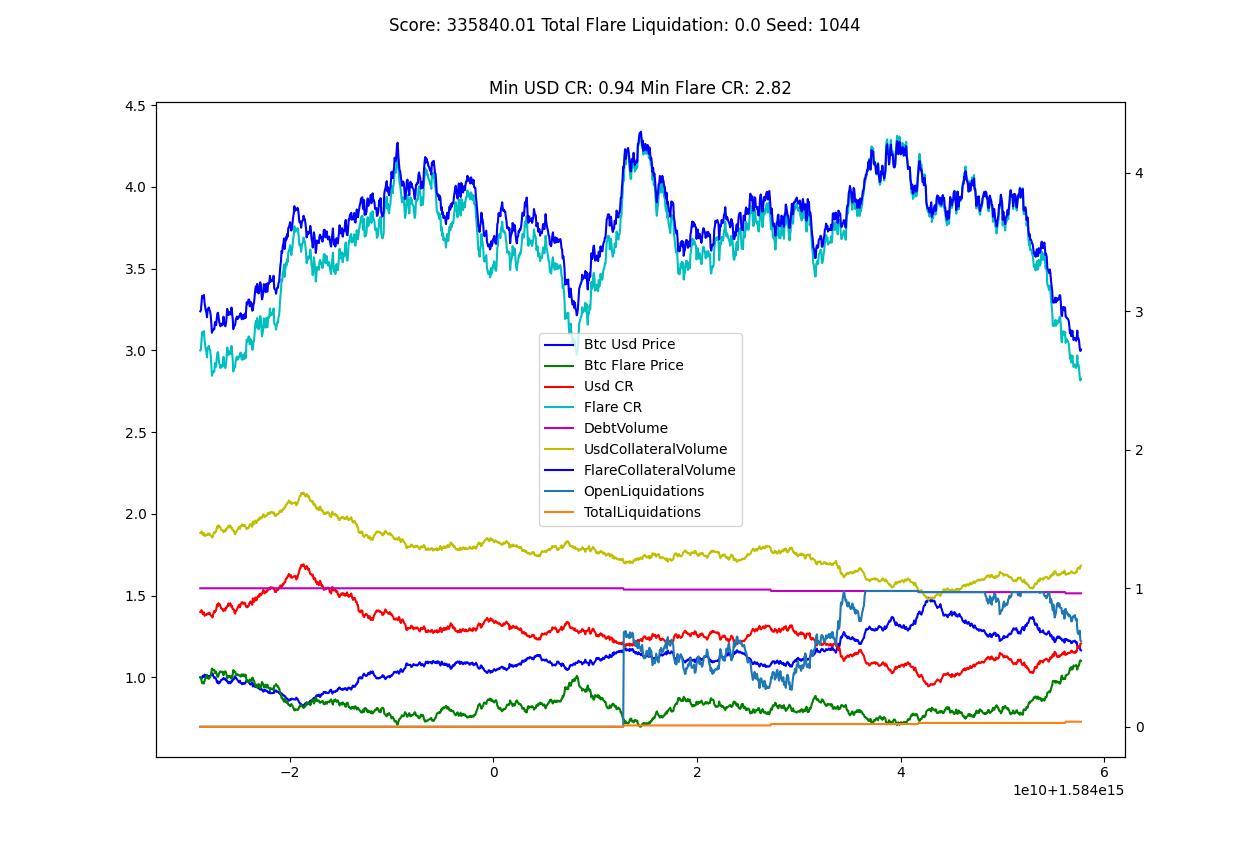 Score: 335840.01 Total Flare Liquidation: 0.0 Seed: 1044
Min USD CR: 0.94 Min Flare CR: 2.82
4.5
4.0
3.5
3.0
2.5
2.0
1.5
1.0
4
3
2
1
0
Btc Usd Price
Btc Flare Price
Usd CR
Flare CR
DebtVolume
UsdCollateralVolume
FlareCollateralVolume
OpenLiquidations
TotalLiquidations
−2 0 2 4 6
1e10+1.584e15